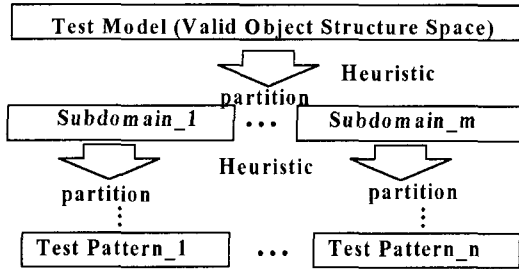 Test Model (Valid Object Structure Space)
Heuristic
partition
Subdomain_1 ... Subdomain_m
Heuristic
partition partition
Test Pattern_1 ... Test Pattern_n